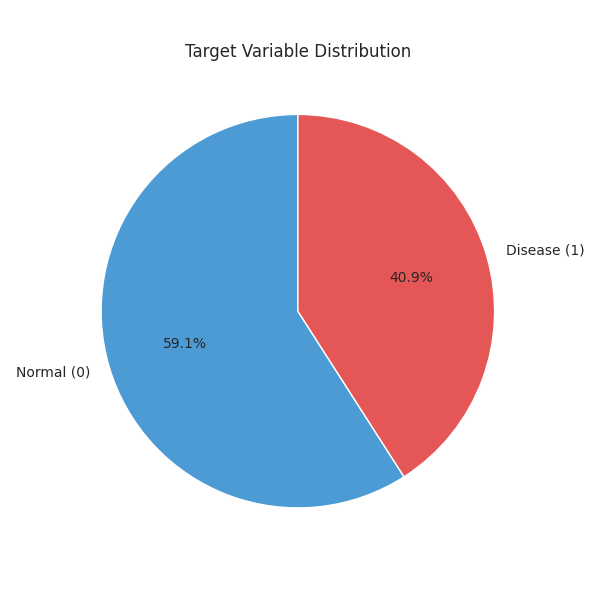 Target Variable Distribution
Disease (1)
40.9%
59.1%
Normal (0)